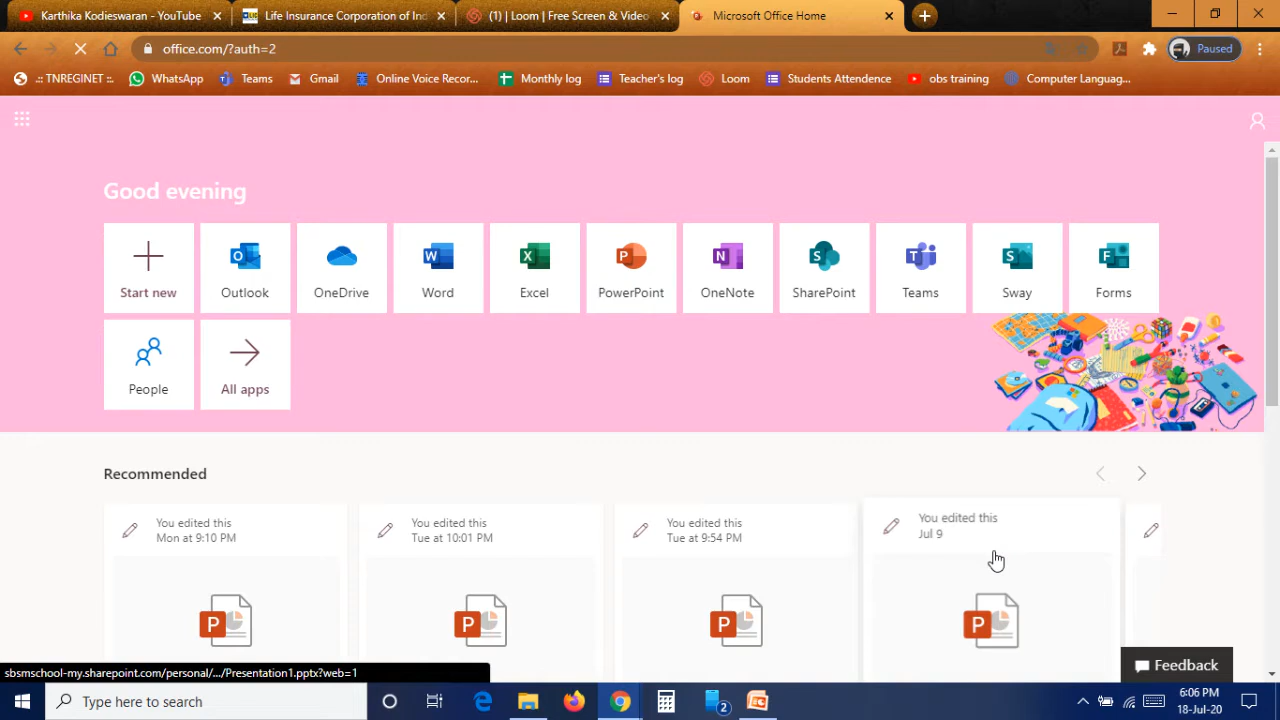 Karthika Kodieswaran - YouTube
Life Insurance Corporation of Ind
(1) | Loom | Free Screen & Video
Microsoft Office Home
office.com/?auth=2
Paused
.:: TNREGINET ::.
WhatsApp
Teams
Gmail
Online Voice Recor...
Monthly log
Teacher's log
Loom
Students Attendence
obs training
Computer Languag...
Good evening
Start new
Outlook
OneDrive
Word
Excel
PowerPoint
OneNote
SharePoint
Teams
Sway
Forms
People
All apps
Recommended
You edited this
Mon at 9:10 PM
You edited this
Tue at 10:01 PM
You edited this
Tue at 9:54 PM
You edited this
Jul 9
Feedback
sbsmschool-my.sharepoint.com/personal/.../Presentation1.pptx?web=1
Type here to search
2
6:06 PM
18-Jul-20